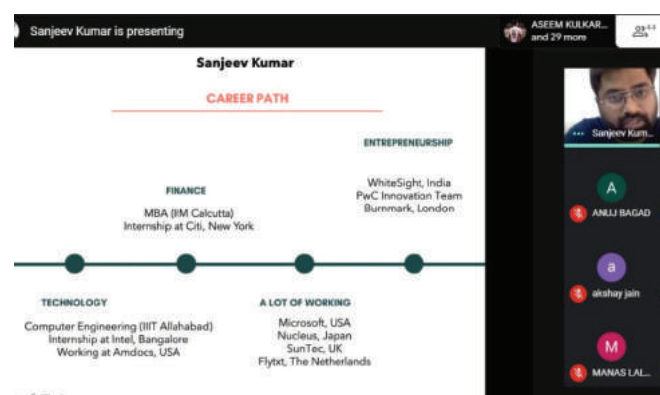 Sanjeev Kumar is presenting
ASEEM KULKAR...
and 29 more
44
Sanjeev Kumar
CAREER PATH
ENTREPRENEURSHIP
WhiteSight, India
PwC Innovation Team
Burnmark, London
FINANCE
MBA (IIM Calcutta)
Internship at Citi, New York
TECHNOLOGY
Computer Engineering (IIIT Allahabad)
Internship at Intel, Bangalore
Working at Amdocs, USA
A LOT OF WORKING
Microsoft, USA
Nucleus, Japan
SunTec, UK
Flytxt, The Netherlands
Sanjeev Kum...
A
ANUJ BAGAD
a
akshay jain
M
MANAS LAL...